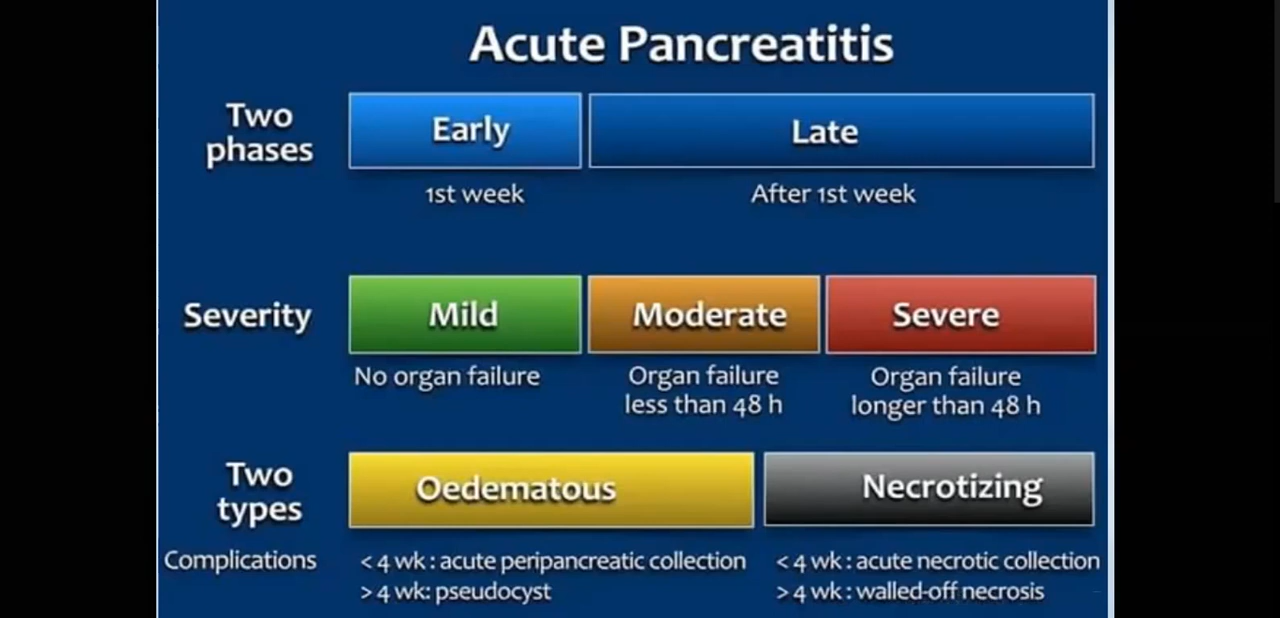 Acute Pancreatitis
Two
phases
Early
Late
1st week
After 1st week
Severity
Mild
Moderate
Severe
No organ failure
Organ failure
less than 48 h
Organ failure
longer than 48 h
Two
types
Oedematous
Necrotizing
Complications
< 4 wk : acute peripancreatic collection
> 4 wk: pseudocyst
< 4 wk : acute necrotic collection
> 4 wk : walled-off necrosis